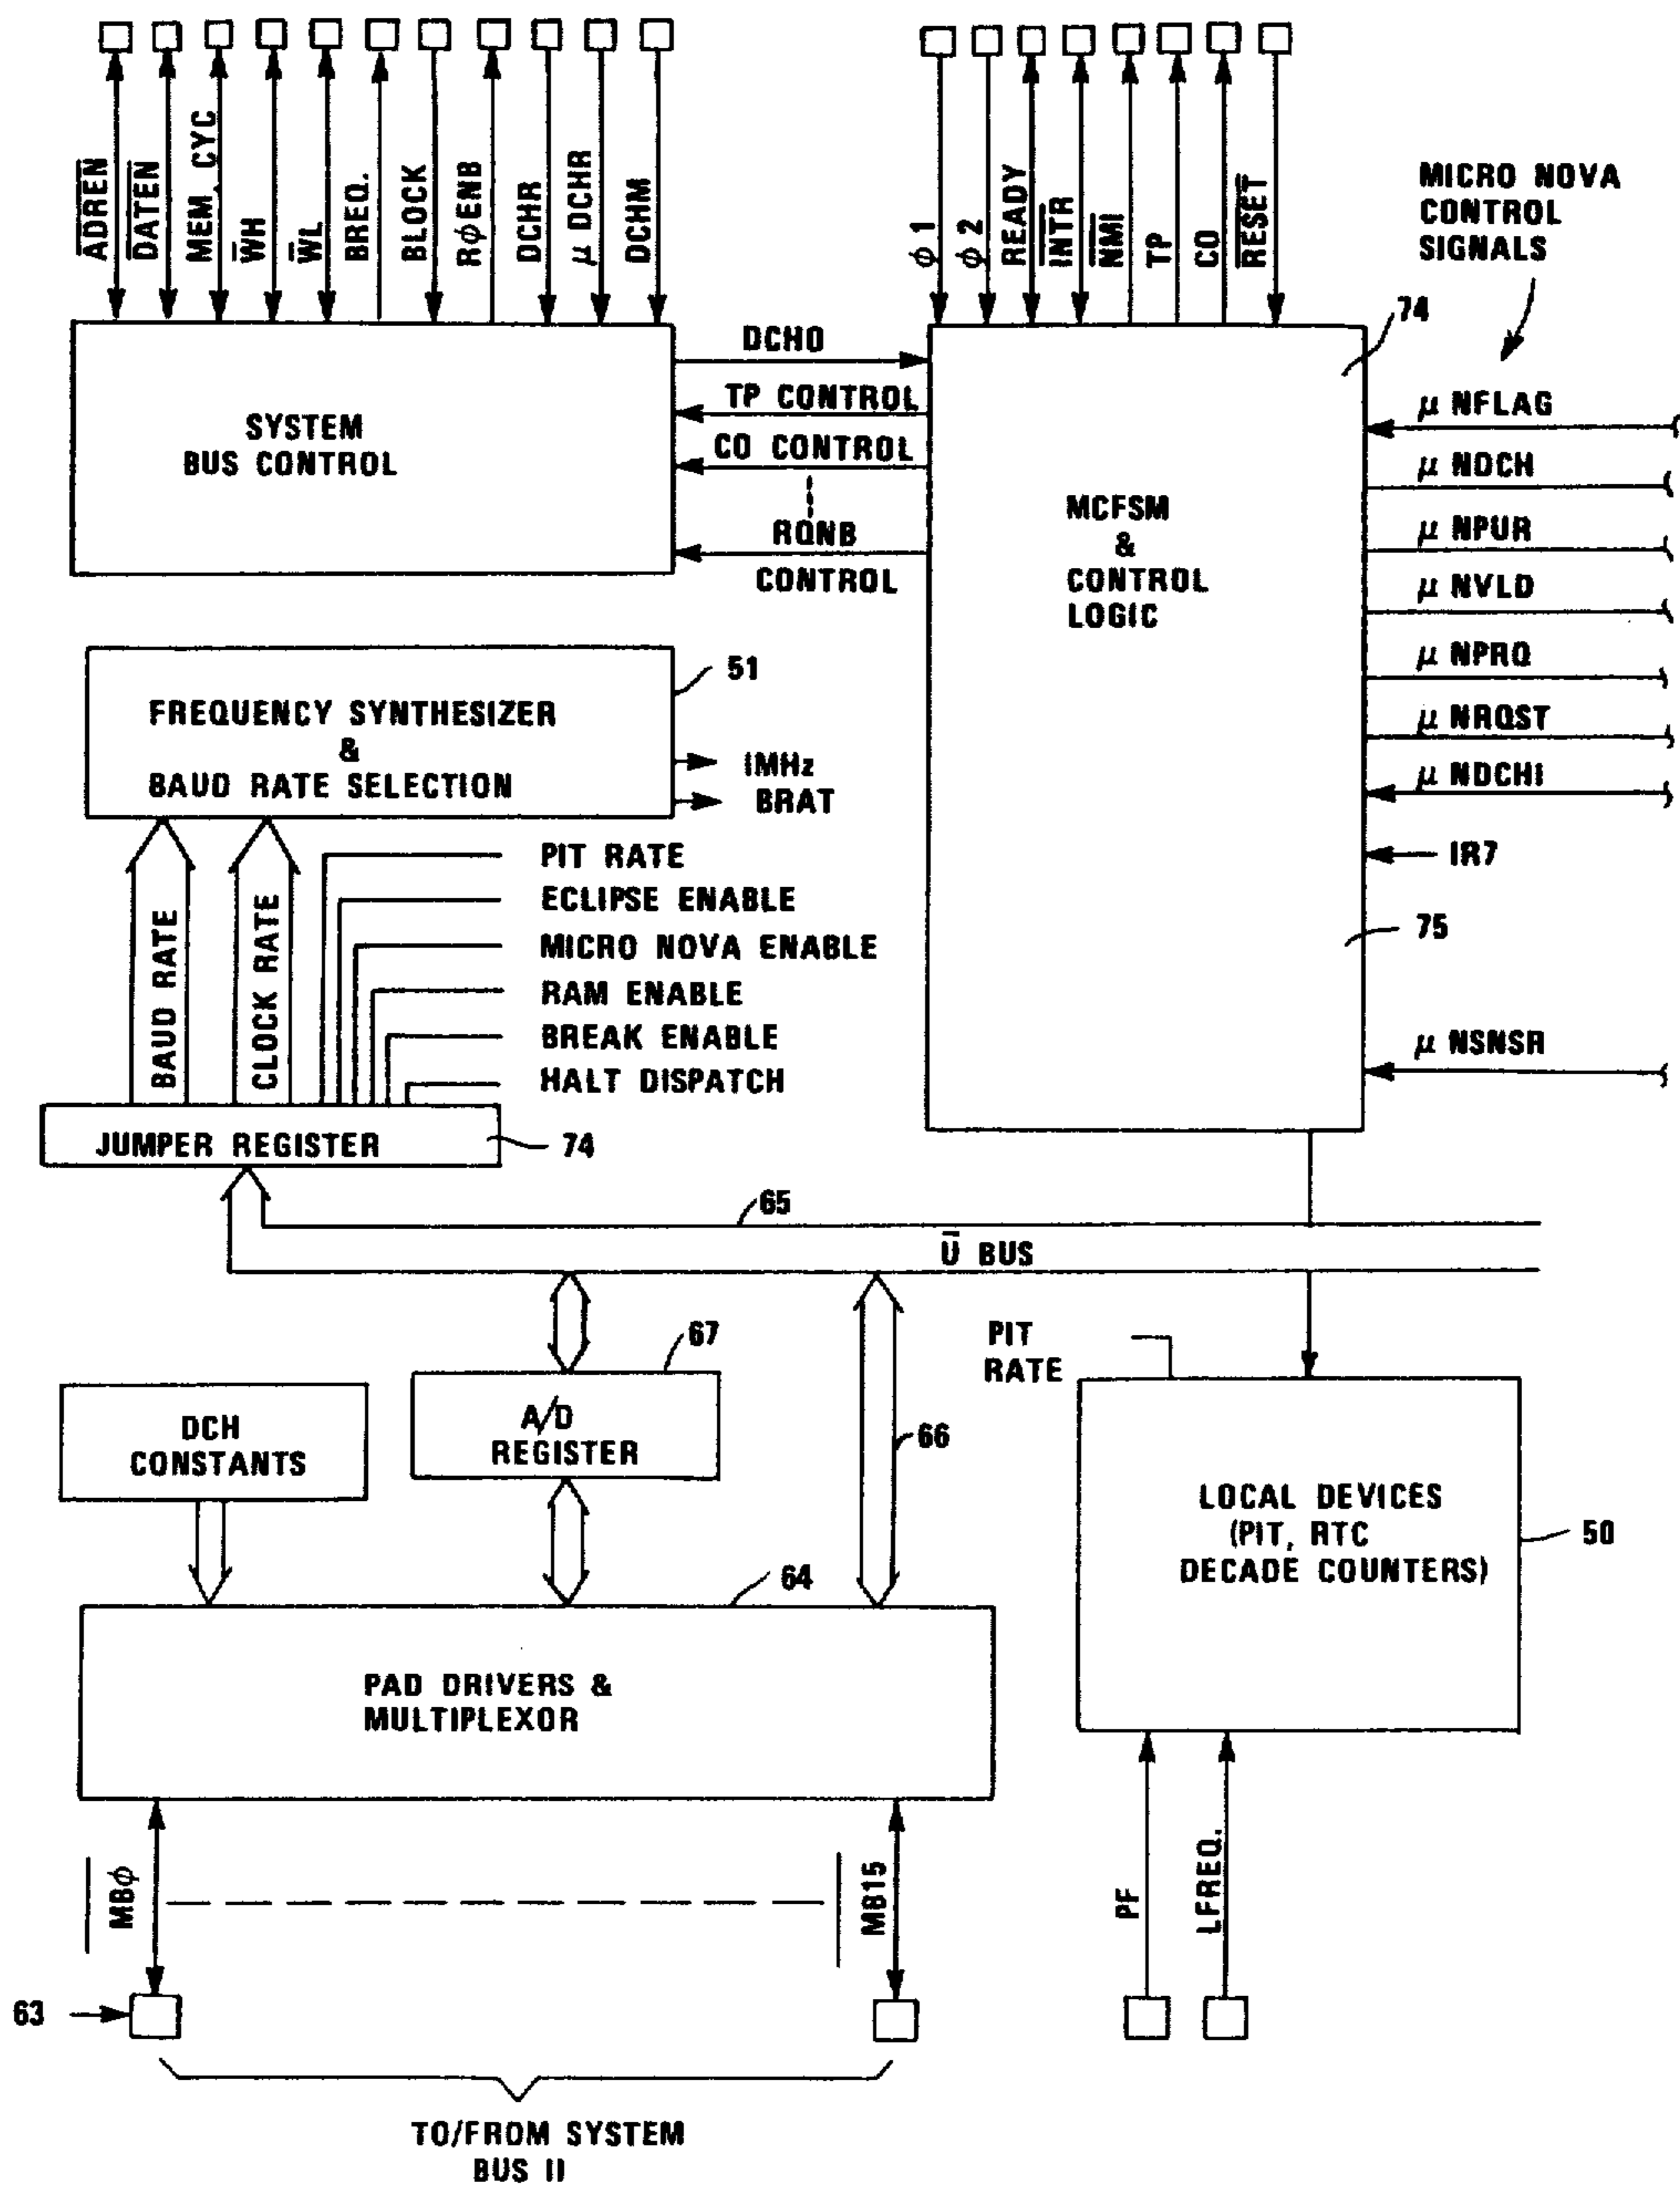 ADREN
DATEN
MEM. CYC
WH
WL
BREQ.
BLOCK
RϕENB
DCHR
μ DCHR
DCHM
ϕ 1
ϕ 2
READY
INTR
NMI
TP
CO
RESET
MICRO NOVA
CONTROL
SIGNALS
SYSTEM
BUS CONTROL
DCHO
TP CONTROL
CO CONTROL
RQNB
CONTROL
74
MCFSM
&
CONTROL
LOGIC
75
μ NFLAG
μ NDCH
μ NPUR
μ NVLD
μ NPRQ
μ NRQST
μ NDCHI
IR7
μ NSNSR
51
FREQUENCY SYNTHESIZER
&
BAUD RATE SELECTION
IMHz
BRAT
BAUD RATE
CLOCK RATE
PIT RATE
ECLIPSE ENABLE
MICRO NOVA ENABLE
RAM ENABLE
BREAK ENABLE
HALT DISPATCH
JUMPER REGISTER
74
65
U BUS
67
DCH
CONSTANTS
A/D
REGISTER
66
PIT
RATE
LOCAL DEVICES
(PIT, RTC
DECADE COUNTERS)
50
64
PAD DRIVERS &
MULTIPLEXOR
MBϕ
MB15
PF
LFREQ.
63
TO/FROM SYSTEM
BUS II